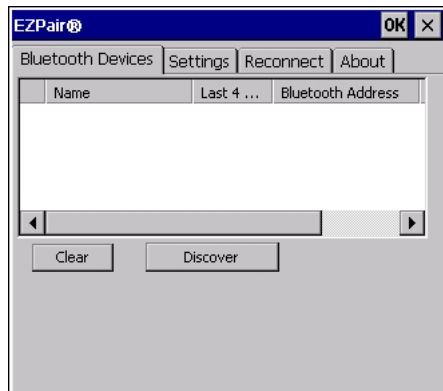 EZPair® OK ×
Bluetooth Devices Settings Reconnect About
Name Last 4 ... Bluetooth Address
Clear Discover